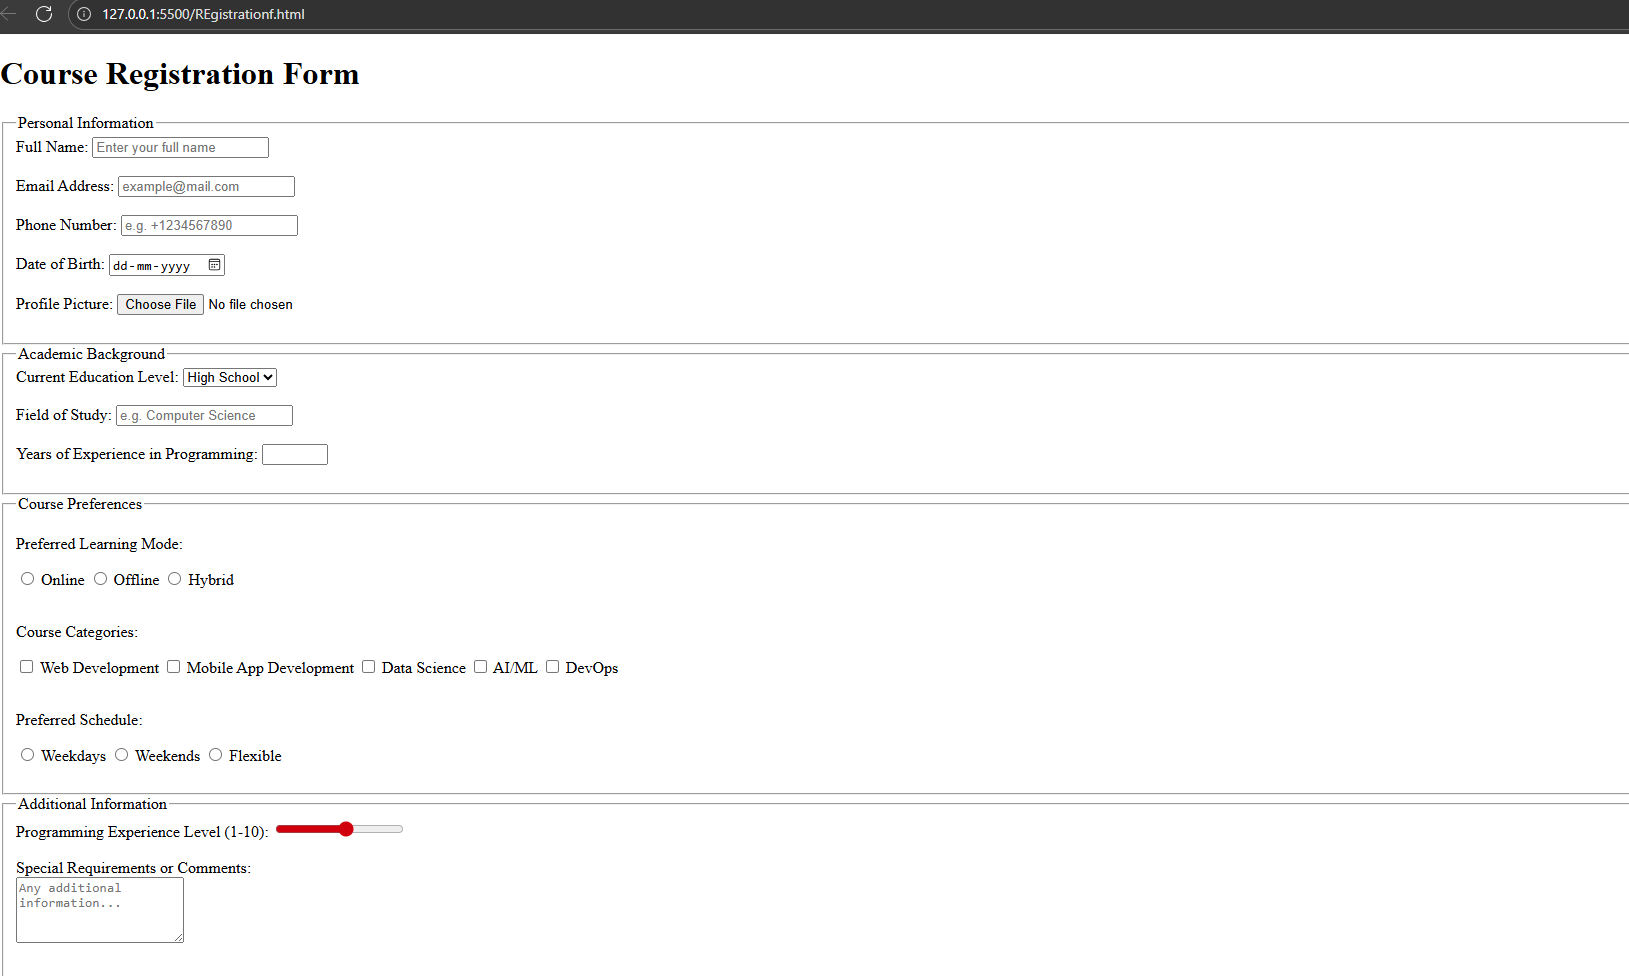 127.0.0.1:5500/REgistrationf.html
Course Registration Form
Personal Information
Full Name: Enter your full name
Email Address: example@mail.com
Phone Number: e.g. +1234567890
Date of Birth: dd-mm-yyyy
Profile Picture: Choose File No file chosen
Academic Background
Current Education Level: High School
Field of Study: e.g. Computer Science
Years of Experience in Programming:
Course Preferences
Preferred Learning Mode:
Online Offline Hybrid
Course Categories:
Web Development Mobile App Development Data Science AI/ML DevOps
Preferred Schedule:
Weekdays Weekends Flexible
Additional Information
Programming Experience Level (1-10):
Special Requirements or Comments:
Any additional
information...